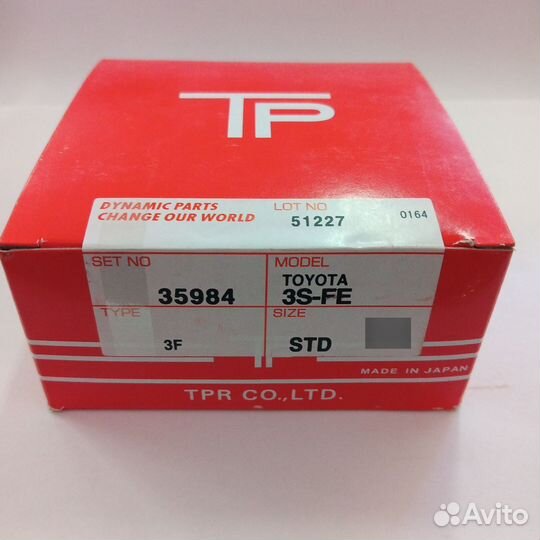 TP
DYNAMIC PARTS
CHANGE OUR WORLD
LOT NO
51227
0164
SET NO
35984
MODEL
TOYOTA
3S-FE
TYPE
3F
SIZE
STD
MADE IN JAPAN
TPR CO.,LTD.
Avito